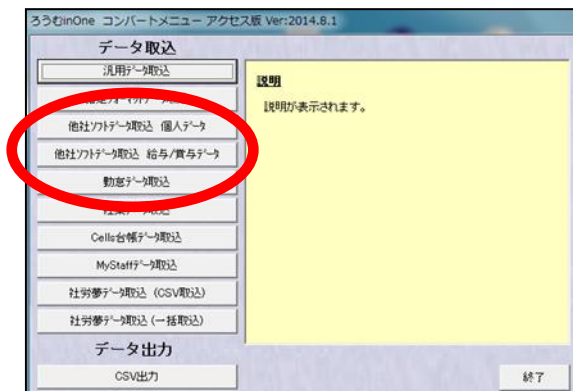 ろうむinOne コンバートメニュー アクセス版 Ver:2014.8.1
データ取込
汎用ﾃﾞｰﾀ取込
説明
説明が表示されます。
他社ｿﾌﾄﾃﾞｰﾀ取込 個人ﾃﾞｰﾀ
他社ｿﾌﾄﾃﾞｰﾀ取込 給与/賞与ﾃﾞｰﾀ
勤怠ﾃﾞｰﾀ取込
Cells台帳ﾃﾞｰﾀ取込
MyStaffﾃﾞｰﾀ取込
社労夢ﾃﾞｰﾀ取込 (CSV取込)
社労夢ﾃﾞｰﾀ取込 (一括取込)
データ出力
CSV出力
終了